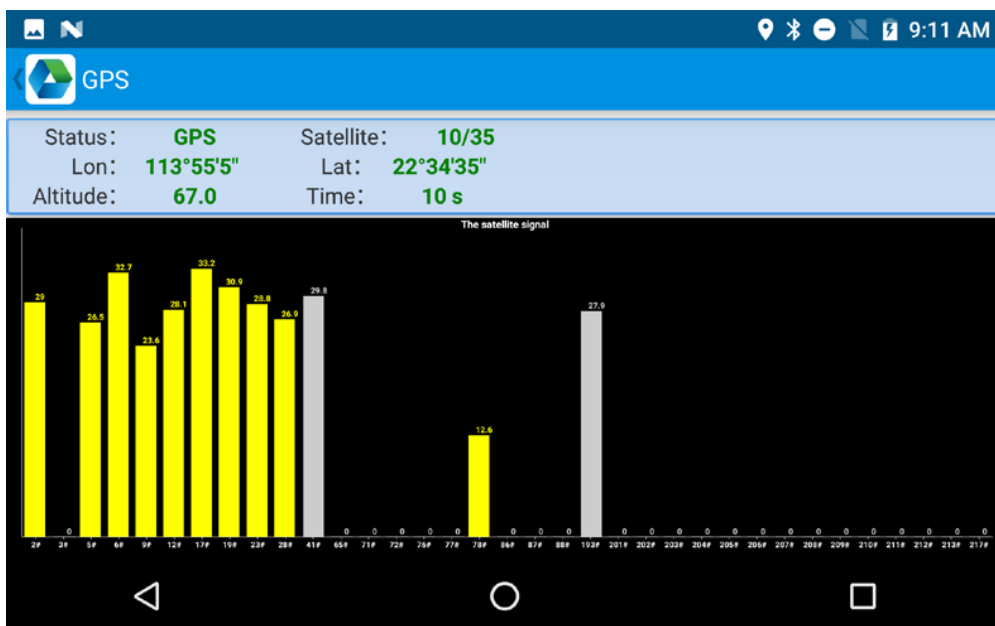 9:11 AM
GPS
Status: GPS Satellite: 10/35
Lon: 113°55'5" Lat: 22°34'35"
Altitude: 67.0 Time: 10 s
The satellite signal
29 0 26.5 32.7 23.6 28.1 33.2 30.9 28.8 26.9 29.8 0 0 0 0 0 12.6 0 0 0 27.9 0 0 0 0 0 0 0 0 0 0 0 0 0 0
2# 3# 5# 6# 9# 12# 17# 19# 23# 28# 41# 65# 71# 72# 76# 77# 78# 86# 87# 88# 193# 201# 202# 203# 204# 205# 206# 207# 208# 209# 210# 211# 212# 213# 217#